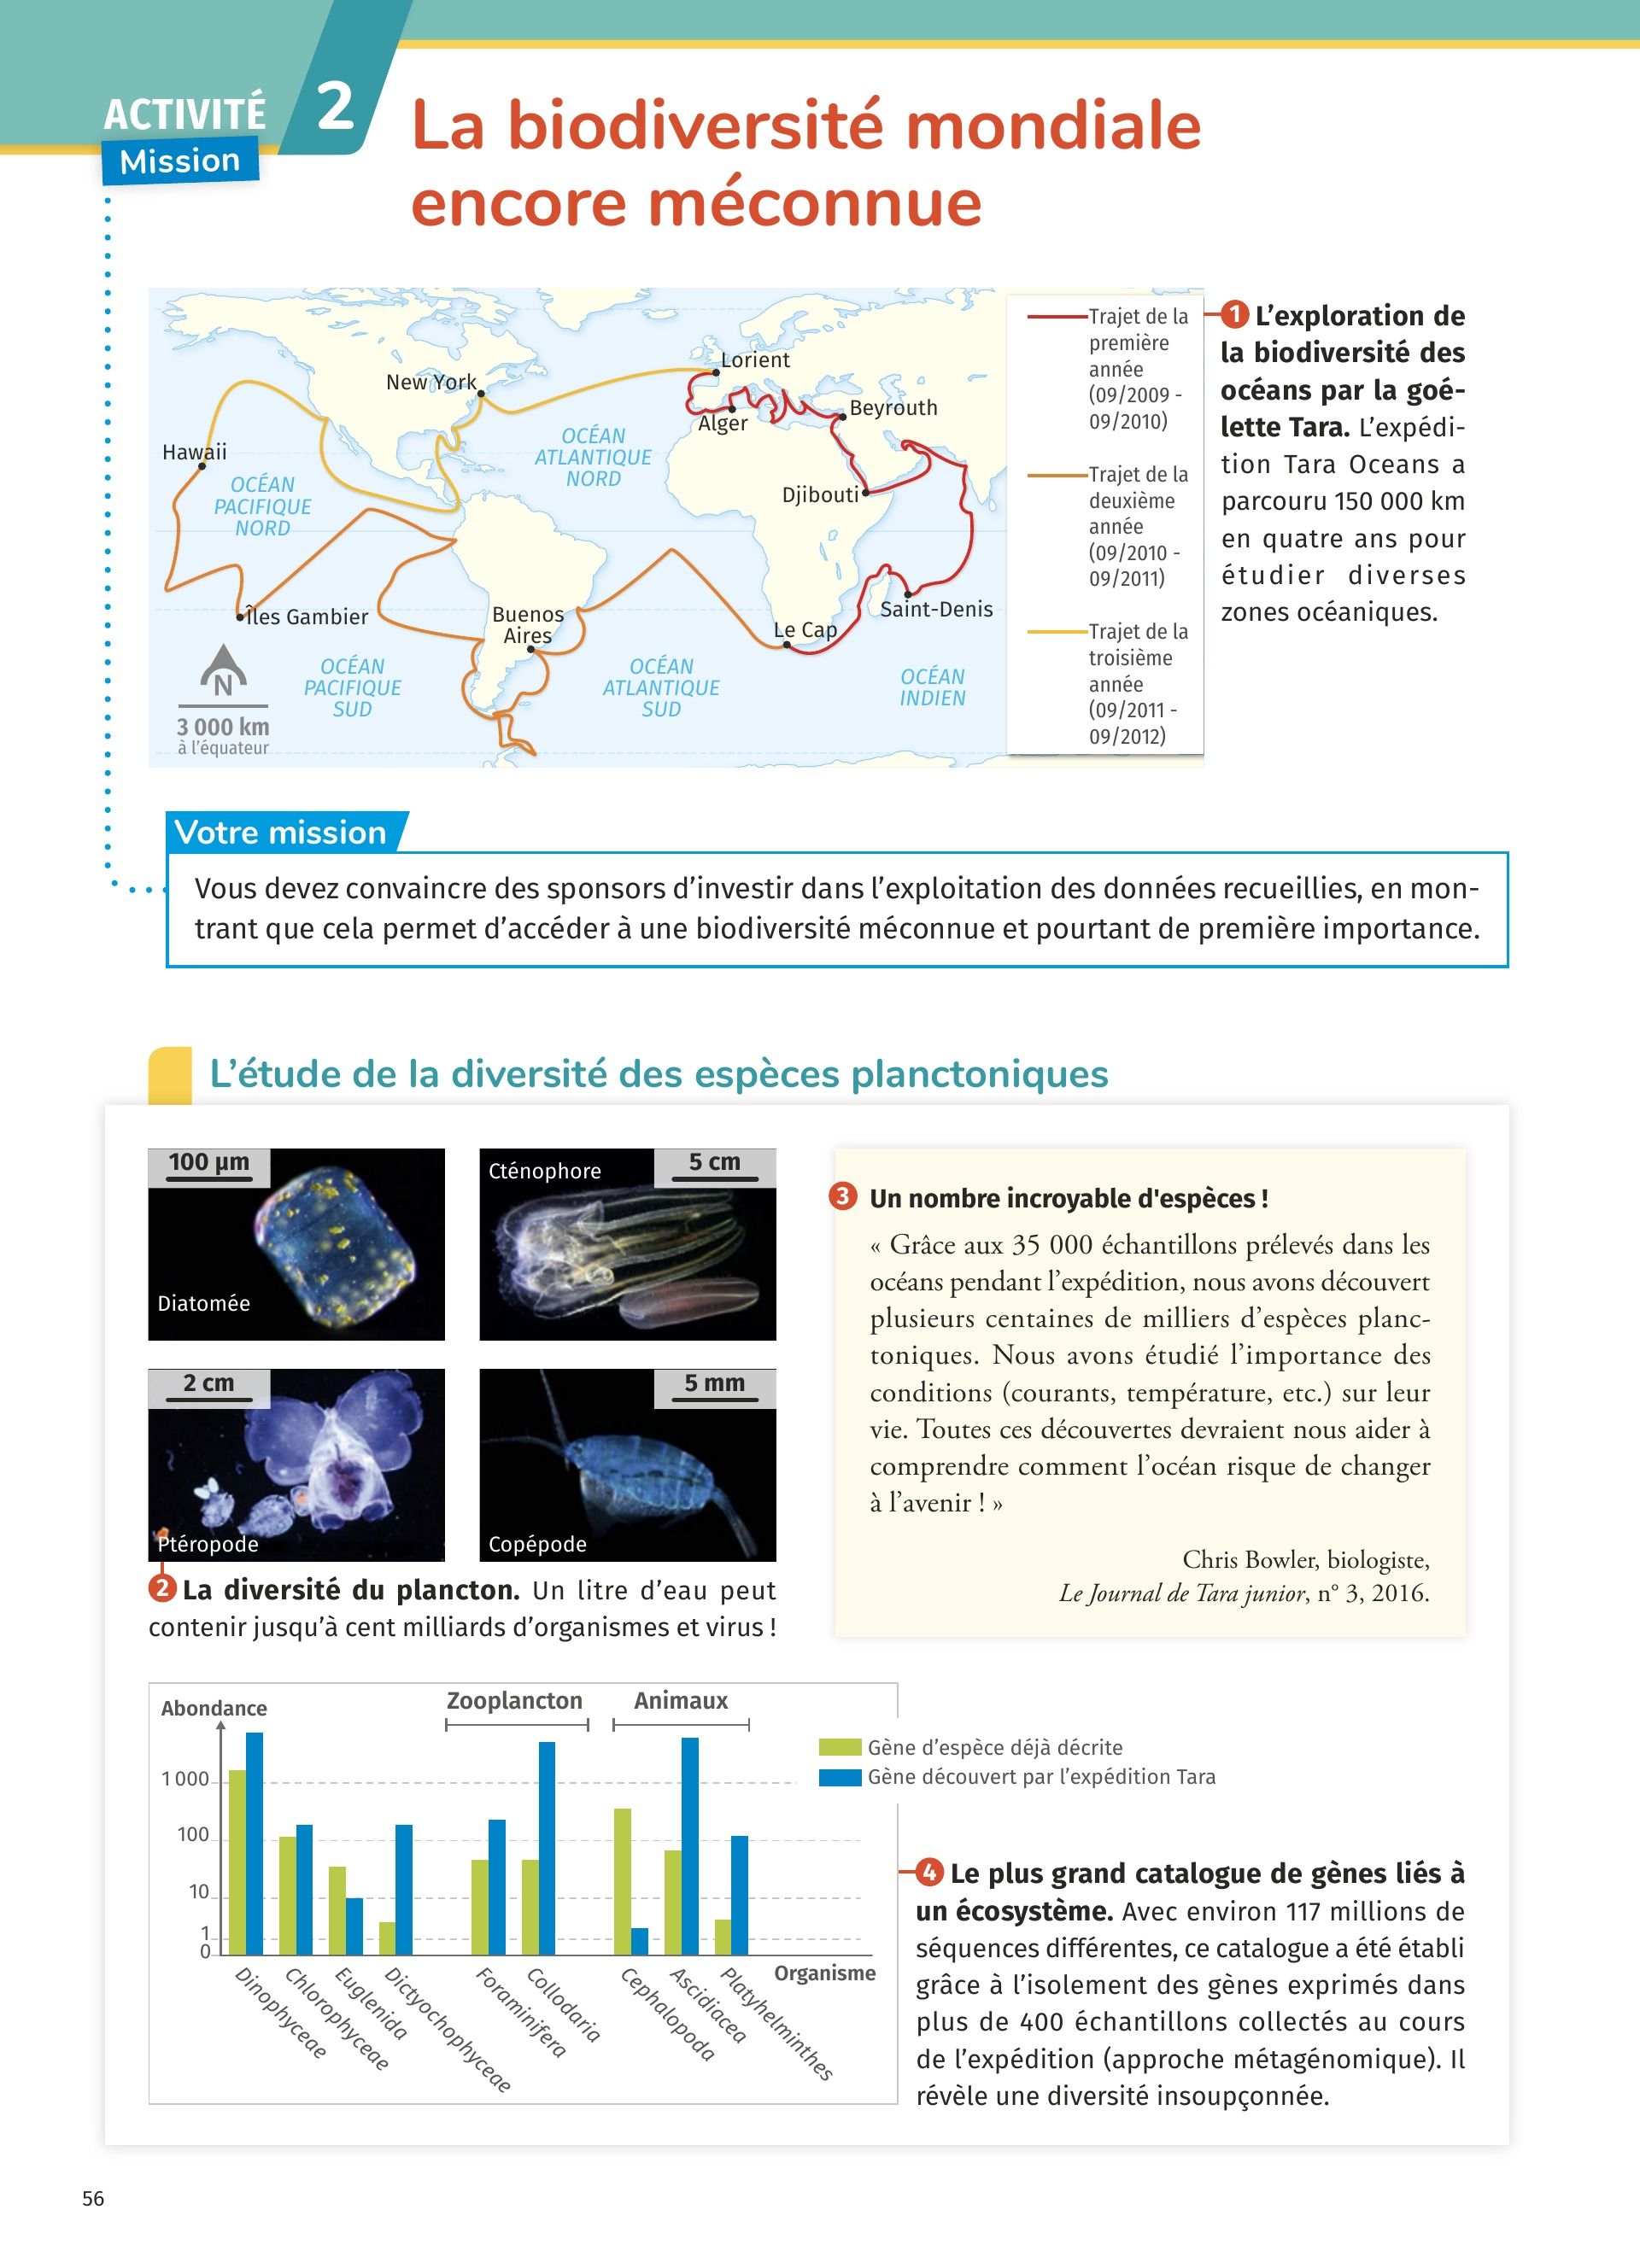 ACTIVITÉ 2
Mission
La biodiversité mondiale
encore méconnue
Lorient
New York
Beyrouth
Alger
Hawaii
OCÉAN
ATLANTIQUE
NORD
OCÉAN
PACIFIQUE
NORD
Djibouti
Îles Gambier
Buenos
Aires
Saint-Denis
Le Cap
OCÉAN
PACIFIQUE
SUD
OCÉAN
ATLANTIQUE
SUD
OCÉAN
INDIEN
N
3 000 km
à l'équateur
Trajet de la
première
année
(09/2009 -
09/2010)
Trajet de la
deuxième
année
(09/2010 -
09/2011)
Trajet de la
troisième
année
(09/2011 -
09/2012)
1 L'exploration de
la biodiversité des
océans par la goé-
lette Tara. L'expédi-
tion Tara Oceans a
parcouru 150 000 km
en quatre ans pour
étudier diverses
zones océaniques.
Votre mission
Vous devez convaincre des sponsors d'investir dans l'exploitation des données recueillies, en mon-
trant que cela permet d'accéder à une biodiversité méconnue et pourtant de première importance.
L'étude de la diversité des espèces planctoniques
100 µm
Diatomée
Cténophore
5 cm
2 cm
Ptéropode
5 mm
Copépode
2 La diversité du plancton. Un litre d'eau peut
contenir jusqu'à cent milliards d'organismes et virus !
3 Un nombre incroyable d'espèces !
« Grâce aux 35 000 échantillons prélevés dans les
océans pendant l'expédition, nous avons découvert
plusieurs centaines de milliers d'espèces planc-
toniques. Nous avons étudié l'importance des
conditions (courants, température, etc.) sur leur
vie. Toutes ces découvertes devraient nous aider à
comprendre comment l'océan risque de changer
à l'avenir ! »
Chris Bowler, biologiste,
Le Journal de Tara junior, n° 3, 2016.
Abondance
Zooplancton
Animaux
1 000
100
10
1
0
Dinophyceae
Chlorophyceae
Euglenida
Dictyochophyceae
Foraminifera
Collodaria
Cephalopoda
Ascidiacea
Platyhelminthes
Organisme
Gène d'espèce déjà décrite
Gène découvert par l'expédition Tara
4 Le plus grand catalogue de gènes liés à
un écosystème. Avec environ 117 millions de
séquences différentes, ce catalogue a été établi
grâce à l'isolement des gènes exprimés dans
plus de 400 échantillons collectés au cours
de l'expédition (approche métagénomique). Il
révèle une diversité insoupçonnée.
56